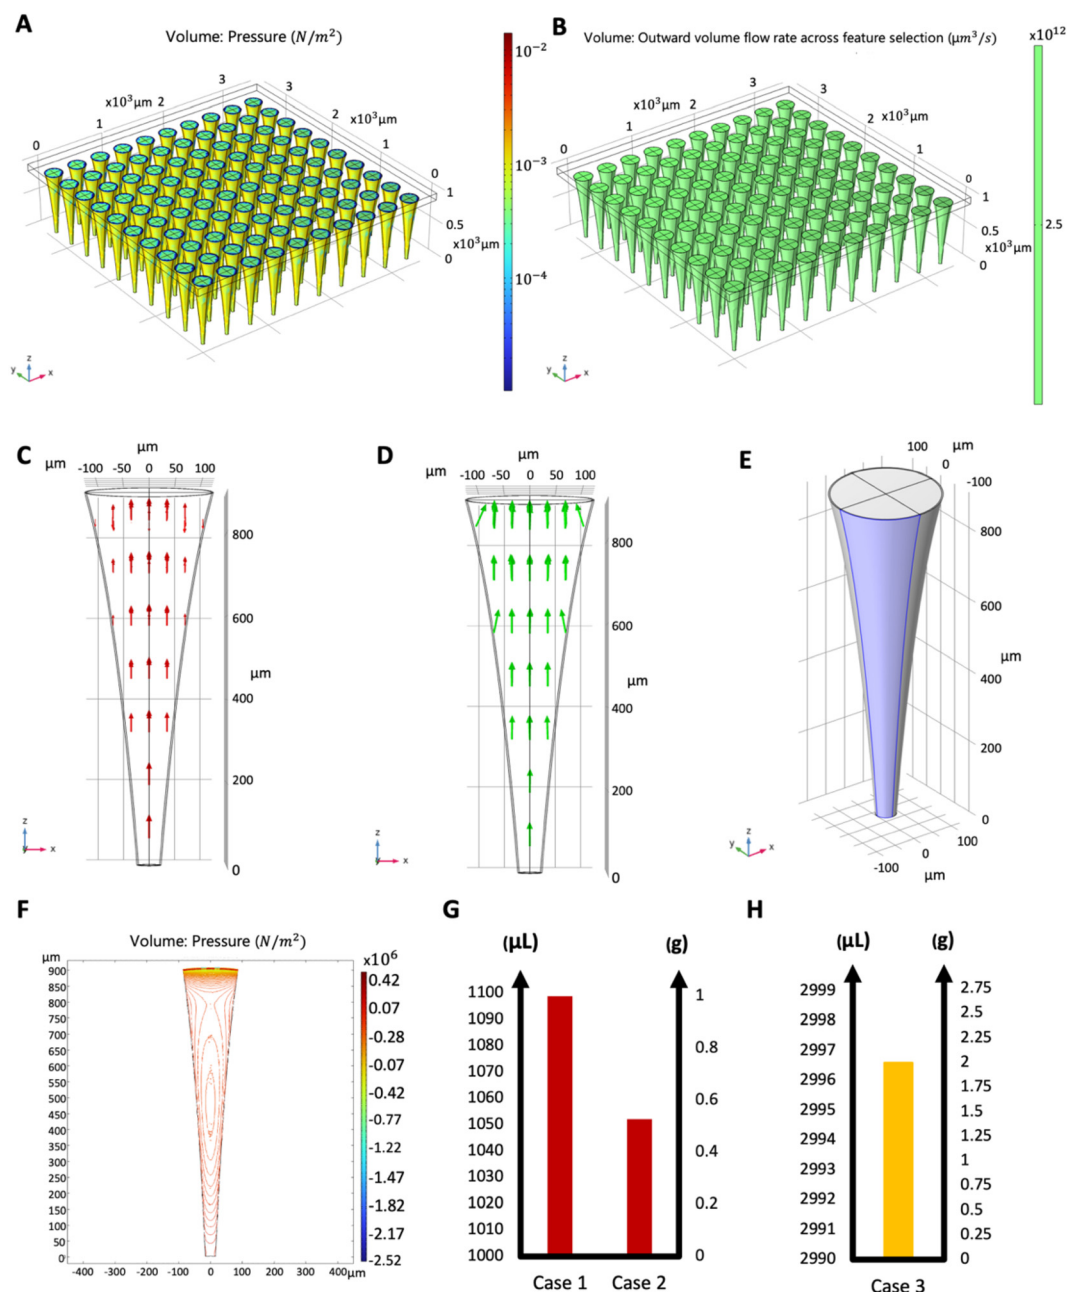 A
Volume: Pressure (N/m²)
10⁻²
10⁻³
10⁻⁴
0
1
2
3
x10³µm
3
2
1
0
x10³µm
1
0.5
0
x10³µm
z
y
x
B
Volume: Outward volume flow rate across feature selection (µm³/s)
x10¹²
2.5
0
1
2
3
x10³µm
3
2
1
0
x10³µm
1
0.5
0
x10³µm
z
y
x
C
µm
µm
-100 -50 0 50 100
800
600
µm
400
200
0
z
y
x
D
µm
µm
-100 -50 0 50 100
800
600
µm
400
200
0
z
y
x
E
100
µm
0
-100
800
600
µm
400
200
0
100
0
-100
µm
z
y
x
F
Volume: Pressure (N/m²)
µm
900
850
800
750
700
650
600
550
500
450
400
350
300
250
200
150
100
50
0
-400 -200 0 200 400µm
x10⁶
0.42
0.07
-0.28
-0.07
-0.42
-0.77
-1.22
-1.47
-1.82
-2.17
-2.52
G
(µL)
(g)
1100
1090
1080
1070
1060
1050
1040
1030
1020
1010
1000
1
0.8
0.6
0.4
0.2
0
Case 1 Case 2
H
(µL)
(g)
2999
2998
2997
2996
2995
2994
2993
2992
2991
2990
2.75
2.5
2.25
2
1.75
1.5
1.25
1
0.75
0.5
0.25
0
Case 3